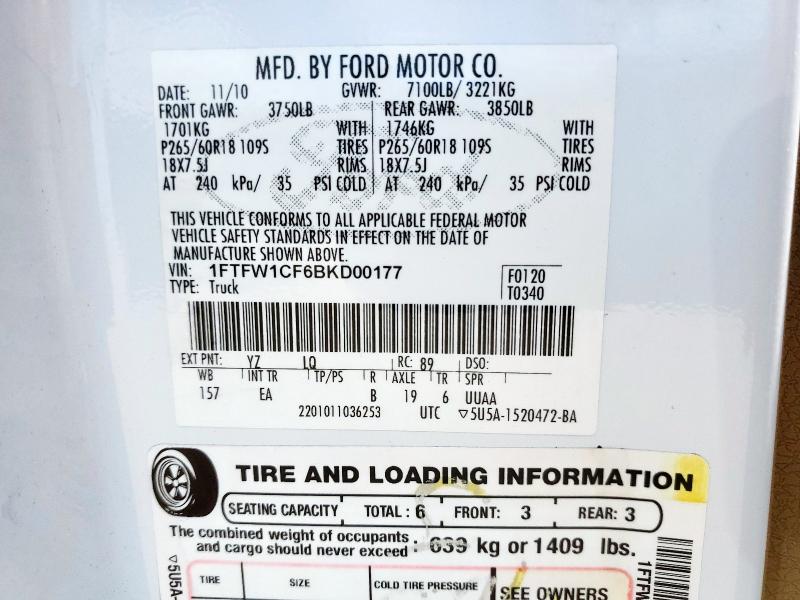 MFD. BY FORD MOTOR CO.
DATE: 11/10 GVWR: 7100LB/ 3221KG
FRONT GAWR: 3750LB REAR GAWR: 3850LB
1701KG WITH 1746KG WITH
P265/60R18 109S TIRES P265/60R18 109S TIRES
18X7.5J RIMS 18X7.5J RIMS
AT 240 kPa/ 35 PSI COLD AT 240 kPa/ 35 PSI COLD
THIS VEHICLE CONFORMS TO ALL APPLICABLE FEDERAL MOTOR
VEHICLE SAFETY STANDARDS IN EFFECT ON THE DATE OF
MANUFACTURE SHOWN ABOVE.
VIN: 1FTFW1CF6BKD00177 F0120
TYPE: Truck T0340
EXT PNT: YZ LQ RC: 89 DSO:
WB INT TR TP/PS R AXLE TR SPR
157 EA B 19 6 UUAA
2201011036253 UTC ▽5U5A-1520472-BA
TIRE AND LOADING INFORMATION
SEATING CAPACITY TOTAL: 6 FRONT: 3 REAR: 3
The combined weight of occupants
and cargo should never exceed : 639 kg or 1409 lbs.
TIRE SIZE COLD TIRE PRESSURE SEE OWNERS
▽5U5A-
1FTFW